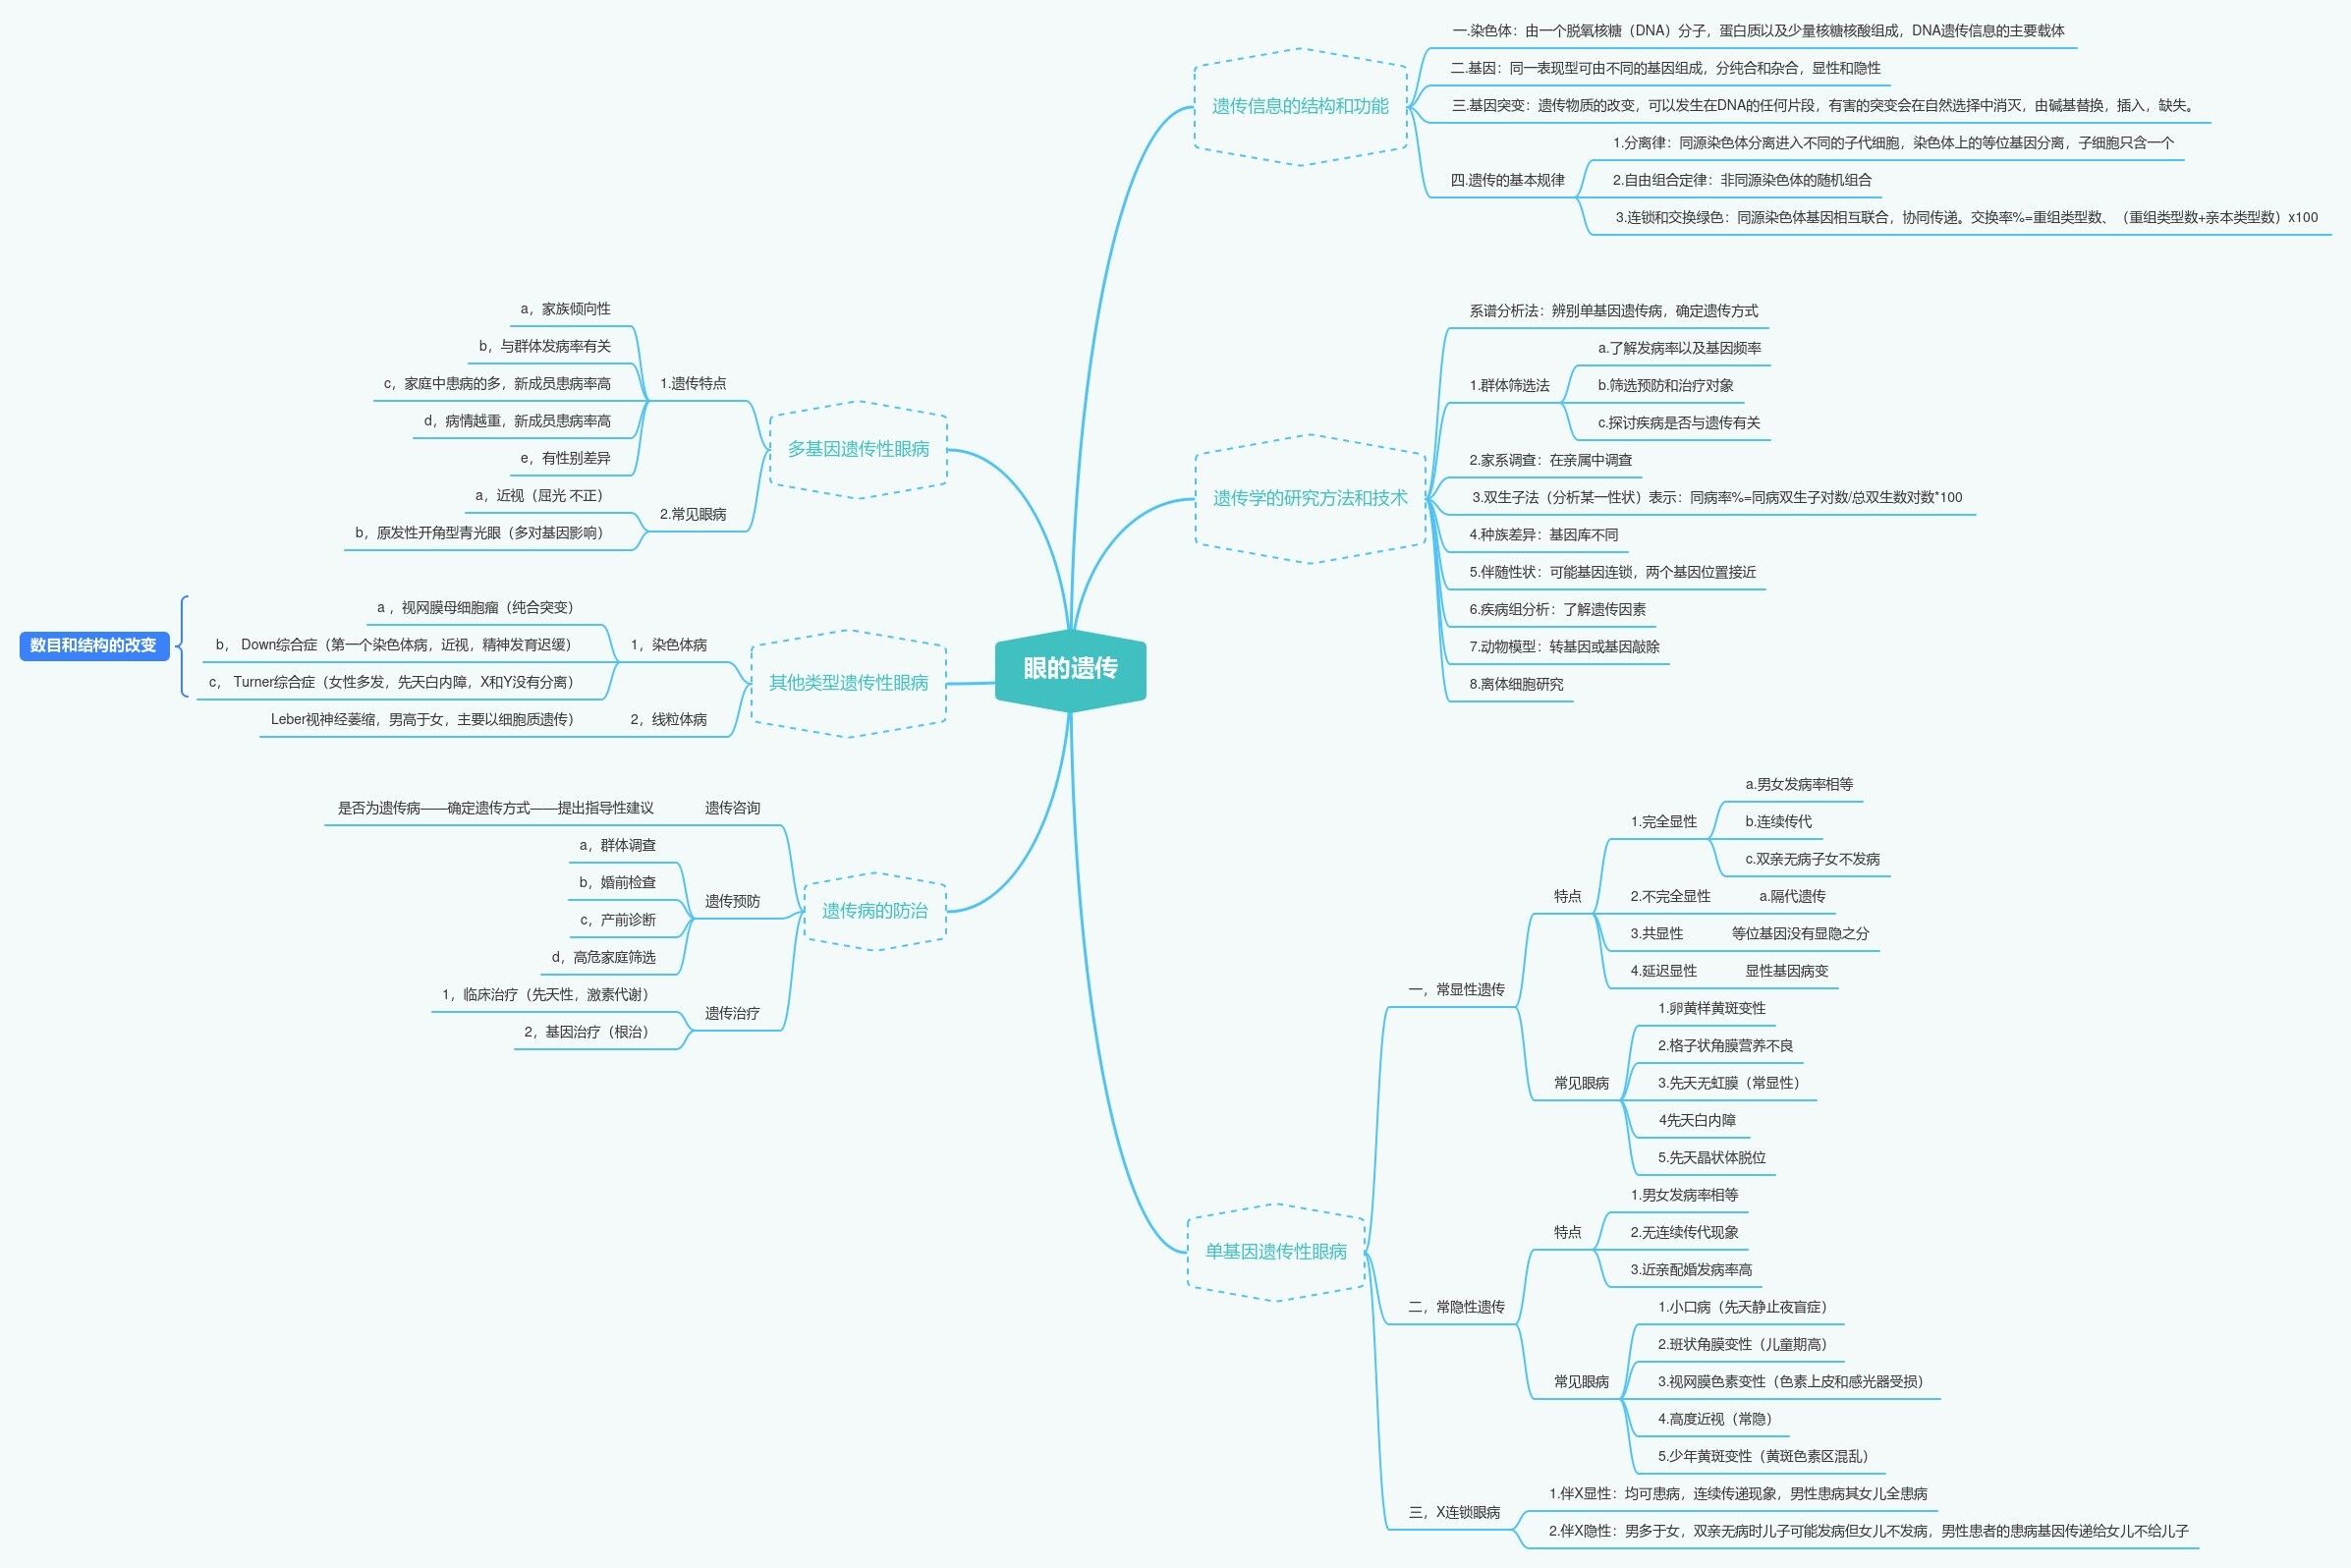 眼的遗传
遗传信息的结构和功能
一.染色体：由一个脱氧核糖（DNA）分子，蛋白质以及少量核糖核酸组成，DNA遗传信息的主要载体
二.基因：同一表现型可由不同的基因组成，分纯合和杂合，显性和隐性
三.基因突变：遗传物质的改变，可以发生在DNA的任何片段，有害的突变会在自然选择中消灭，由碱基替换，插入，缺失。
四.遗传的基本规律
1.分离律：同源染色体分离进入不同的子代细胞，染色体上的等位基因分离，子细胞只含一个
2.自由组合定律：非同源染色体的随机组合
3.连锁和交换绿色：同源染色体基因相互联合，协同传递。交换率%=重组类型数、（重组类型数+亲本类型数）x100
遗传学的研究方法和技术
系谱分析法：辨别单基因遗传病，确定遗传方式
1.群体筛选法
a.了解发病率以及基因频率
b.筛选预防和治疗对象
c.探讨疾病是否与遗传有关
2.家系调查：在亲属中调查
3.双生子法（分析某一性状）表示：同病率%=同病双生子对数/总双生数对数*100
4.种族差异：基因库不同
5.伴随性状：可能基因连锁，两个基因位置接近
6.疾病组分析：了解遗传因素
7.动物模型：转基因或基因敲除
8.离体细胞研究
单基因遗传性眼病
一，常显性遗传
特点
1.完全显性
a.男女发病率相等
b.连续传代
c.双亲无病子女不发病
2.不完全显性
a.隔代遗传
3.共显性
等位基因没有显隐之分
4.延迟显性
显性基因病变
常见眼病
1.卵黄样黄斑变性
2.格子状角膜营养不良
3.先天无虹膜（常显性）
4先天白内障
5.先天晶状体脱位
二，常隐性遗传
特点
1.男女发病率相等
2.无连续传代现象
3.近亲配婚发病率高
常见眼病
1.小口病（先天静止夜盲症）
2.班状角膜变性（儿童期高）
3.视网膜色素变性（色素上皮和感光器受损）
4.高度近视（常隐）
5.少年黄斑变性（黄斑色素区混乱）
三，X连锁眼病
1.伴X显性：均可患病，连续传递现象，男性患病其女儿全患病
2.伴X隐性：男多于女，双亲无病时儿子可能发病但女儿不发病，男性患者的患病基因传递给女儿不给儿子
多基因遗传性眼病
1.遗传特点
a，家族倾向性
b，与群体发病率有关
c，家庭中患病的多，新成员患病率高
d，病情越重，新成员患病率高
e，有性别差异
2.常见眼病
a，近视（屈光 不正）
b，原发性开角型青光眼（多对基因影响）
其他类型遗传性眼病
1，染色体病
a ，视网膜母细胞瘤（纯合突变）
b， Down综合症（第一个染色体病，近视，精神发育迟缓）
c， Turner综合症（女性多发，先天白内障，X和Y没有分离）
数目和结构的改变
2，线粒体病
Leber视神经萎缩，男高于女，主要以细胞质遗传）
遗传病的防治
遗传咨询
是否为遗传病——确定遗传方式——提出指导性建议
遗传预防
a，群体调查
b，婚前检查
c，产前诊断
d，高危家庭筛选
遗传治疗
1，临床治疗（先天性，激素代谢）
2，基因治疗（根治）